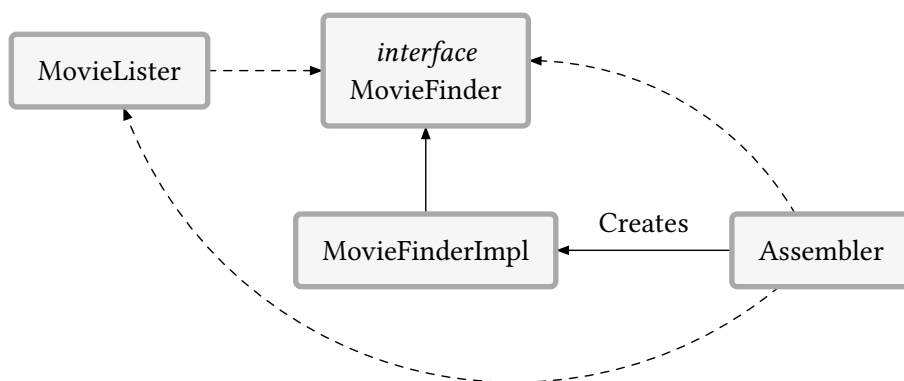 MovieLister
interface
MovieFinder
MovieFinderImpl
Creates
Assembler